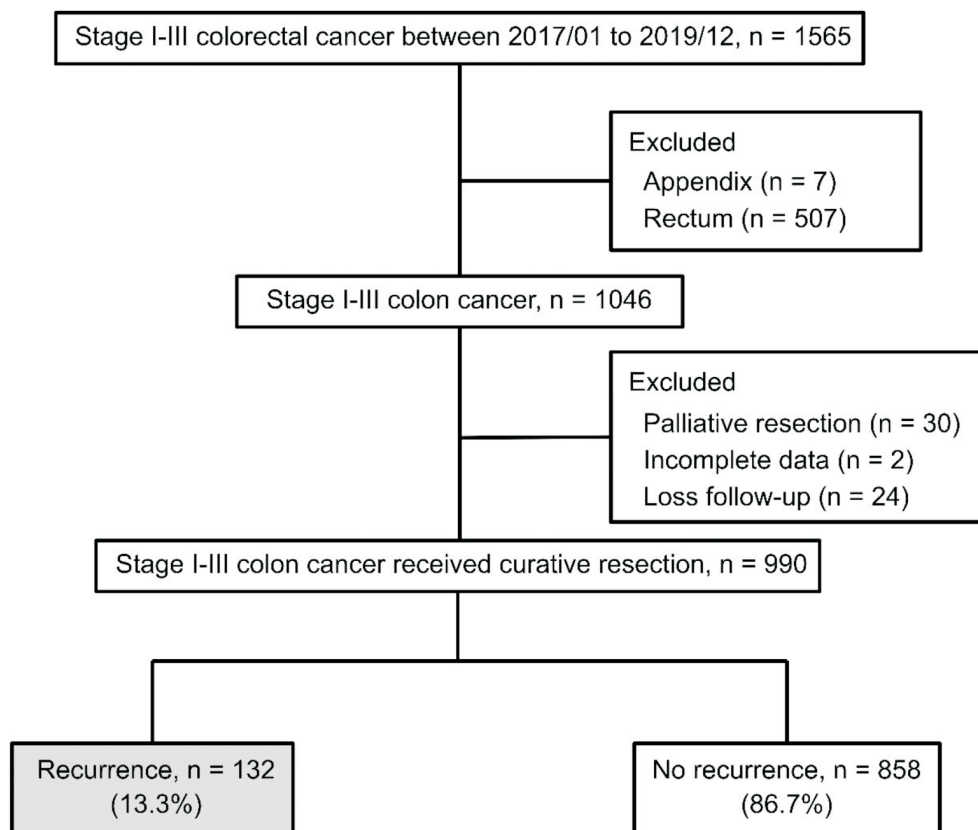 Stage I-III colorectal cancer between 2017/01 to 2019/12, n = 1565
Excluded
Appendix (n = 7)
Rectum (n = 507)
Stage I-III colon cancer, n = 1046
Excluded
Palliative resection (n = 30)
Incomplete data (n = 2)
Loss follow-up (n = 24)
Stage I-III colon cancer received curative resection, n = 990
Recurrence, n = 132
(13.3%)
No recurrence, n = 858
(86.7%)